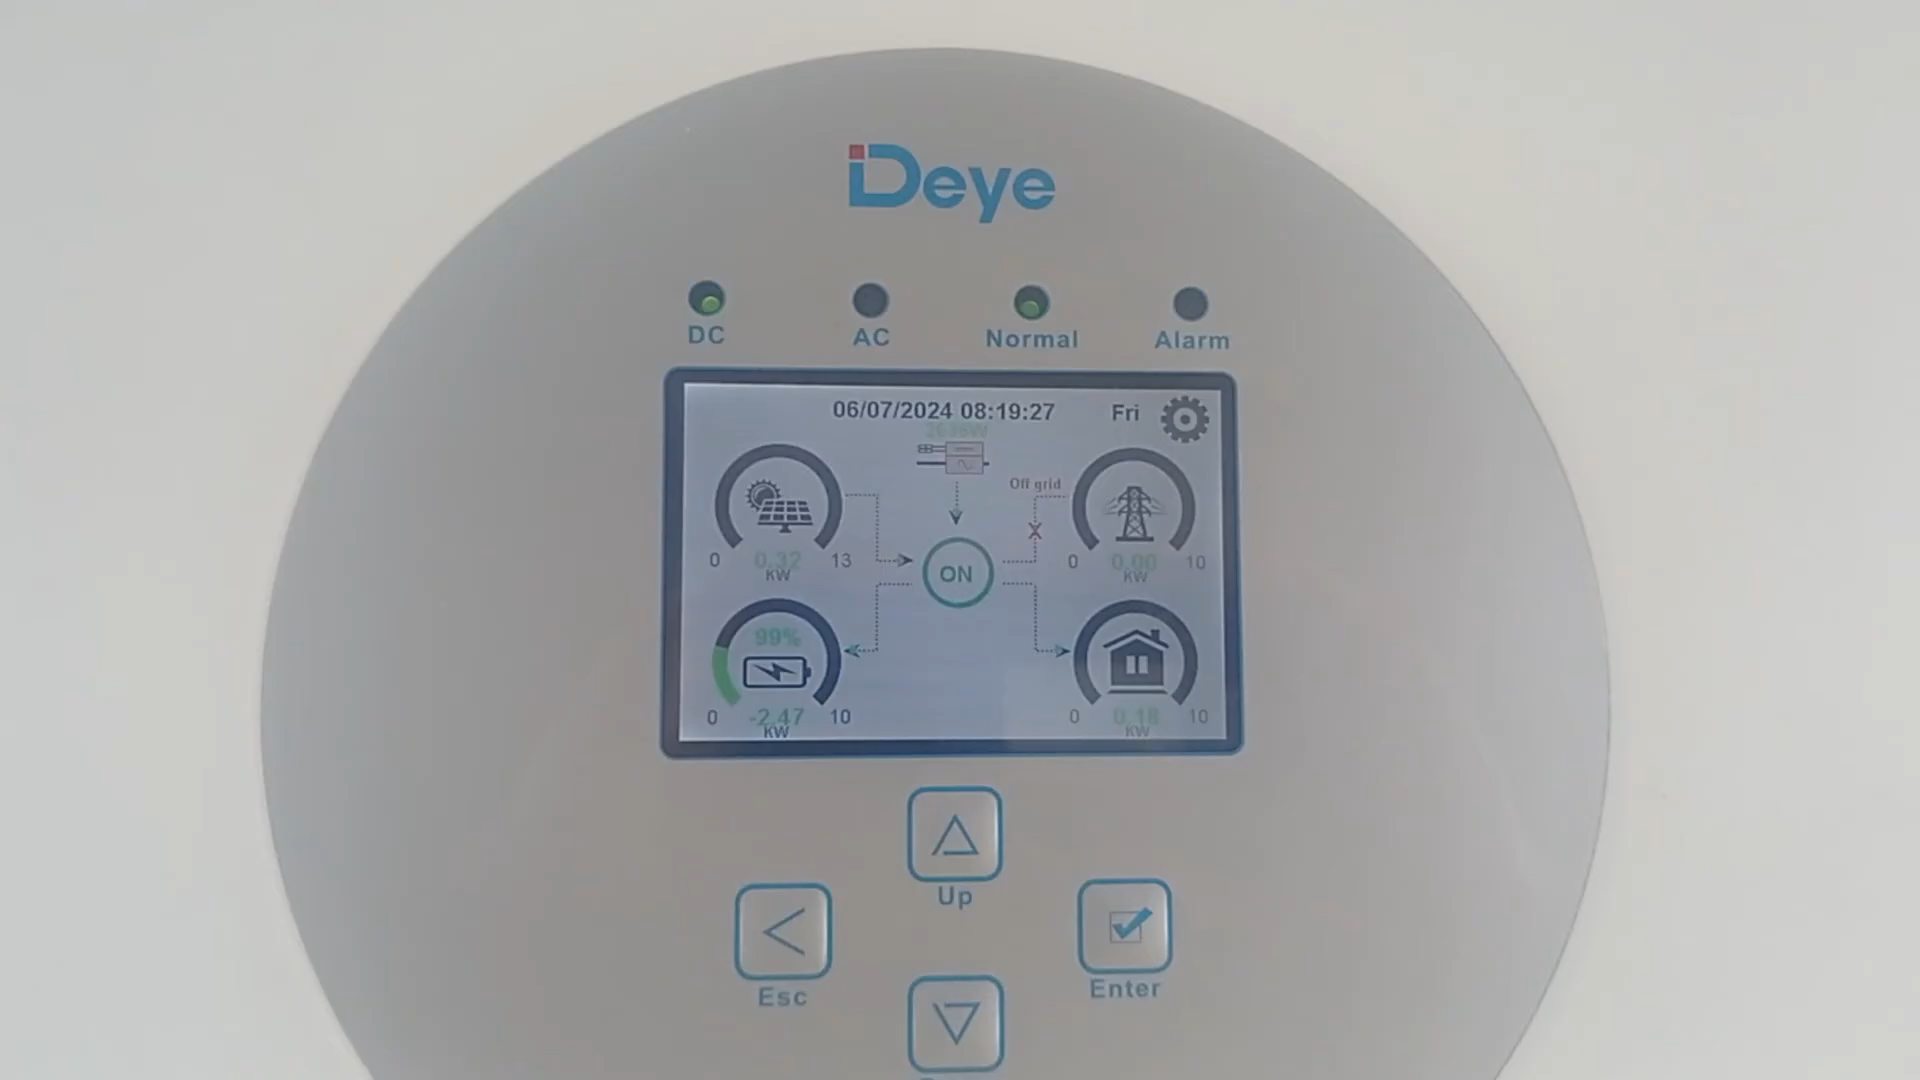 Deye
DC AC Normal Alarm
06/07/2024 08:19:27 Fri
Off grid
0 0.32 13
KW
0 0.00 10
KW
ON
99%
0 -2.47 10
KW
0 0.18 10
KW
Up
Esc
Enter